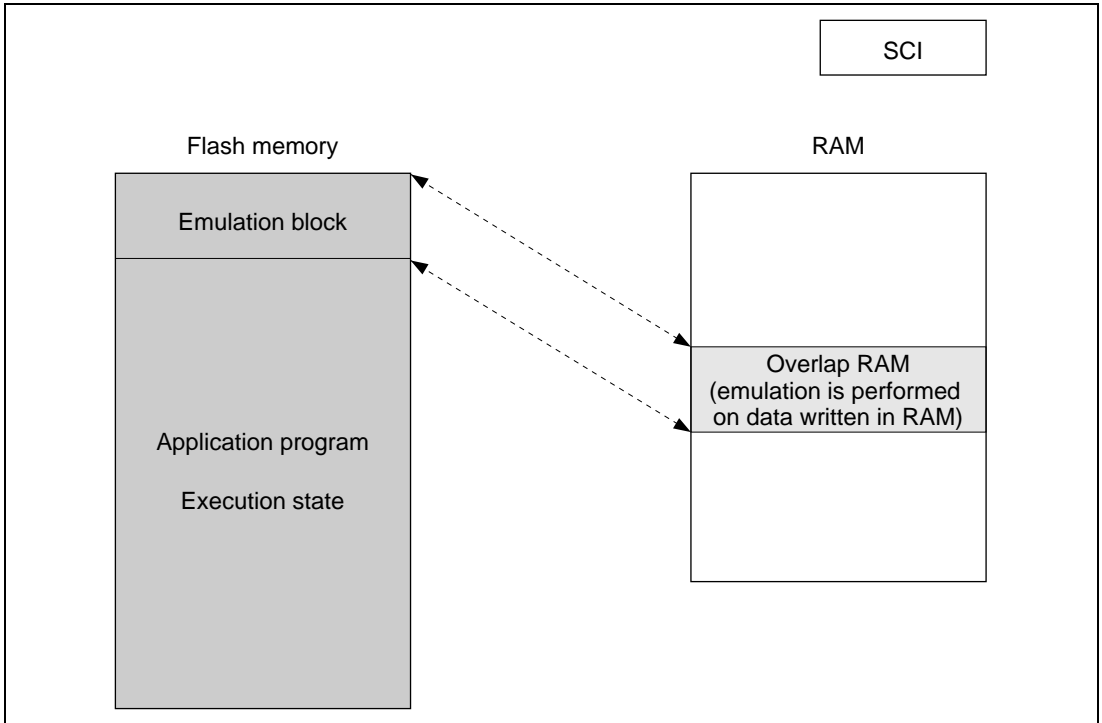 SCI
Flash memory
RAM
Emulation block
Overlap RAM
(emulation is performed
on data written in RAM)
Application program
Execution state